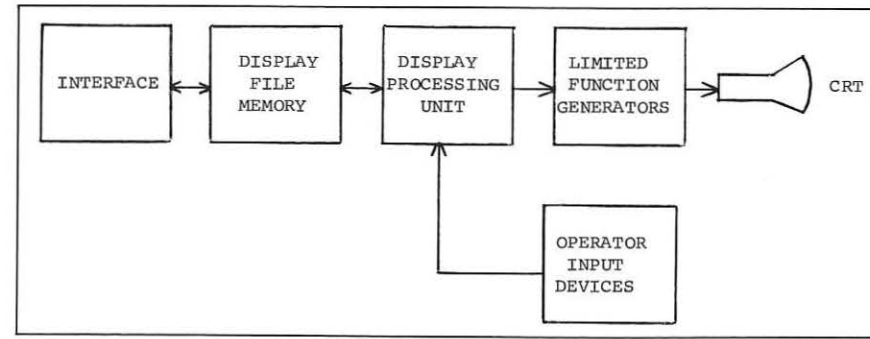 INTERFACE
DISPLAY
FILE
MEMORY
DISPLAY
PROCESSING
UNIT
LIMITED
FUNCTION
GENERATORS
CRT
OPERATOR
INPUT
DEVICES